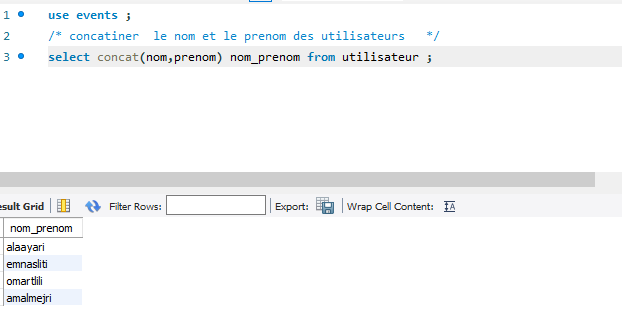 1 use events ;
2 /* concatiner  le nom et le prenom des utilisateurs   */
3 select concat(nom,prenom) nom_prenom from utilisateur ;
esult Grid Filter Rows: Export: Wrap Cell Content: IA
nom_prenom
alaayari
emnasliti
omartlili
amalmejri